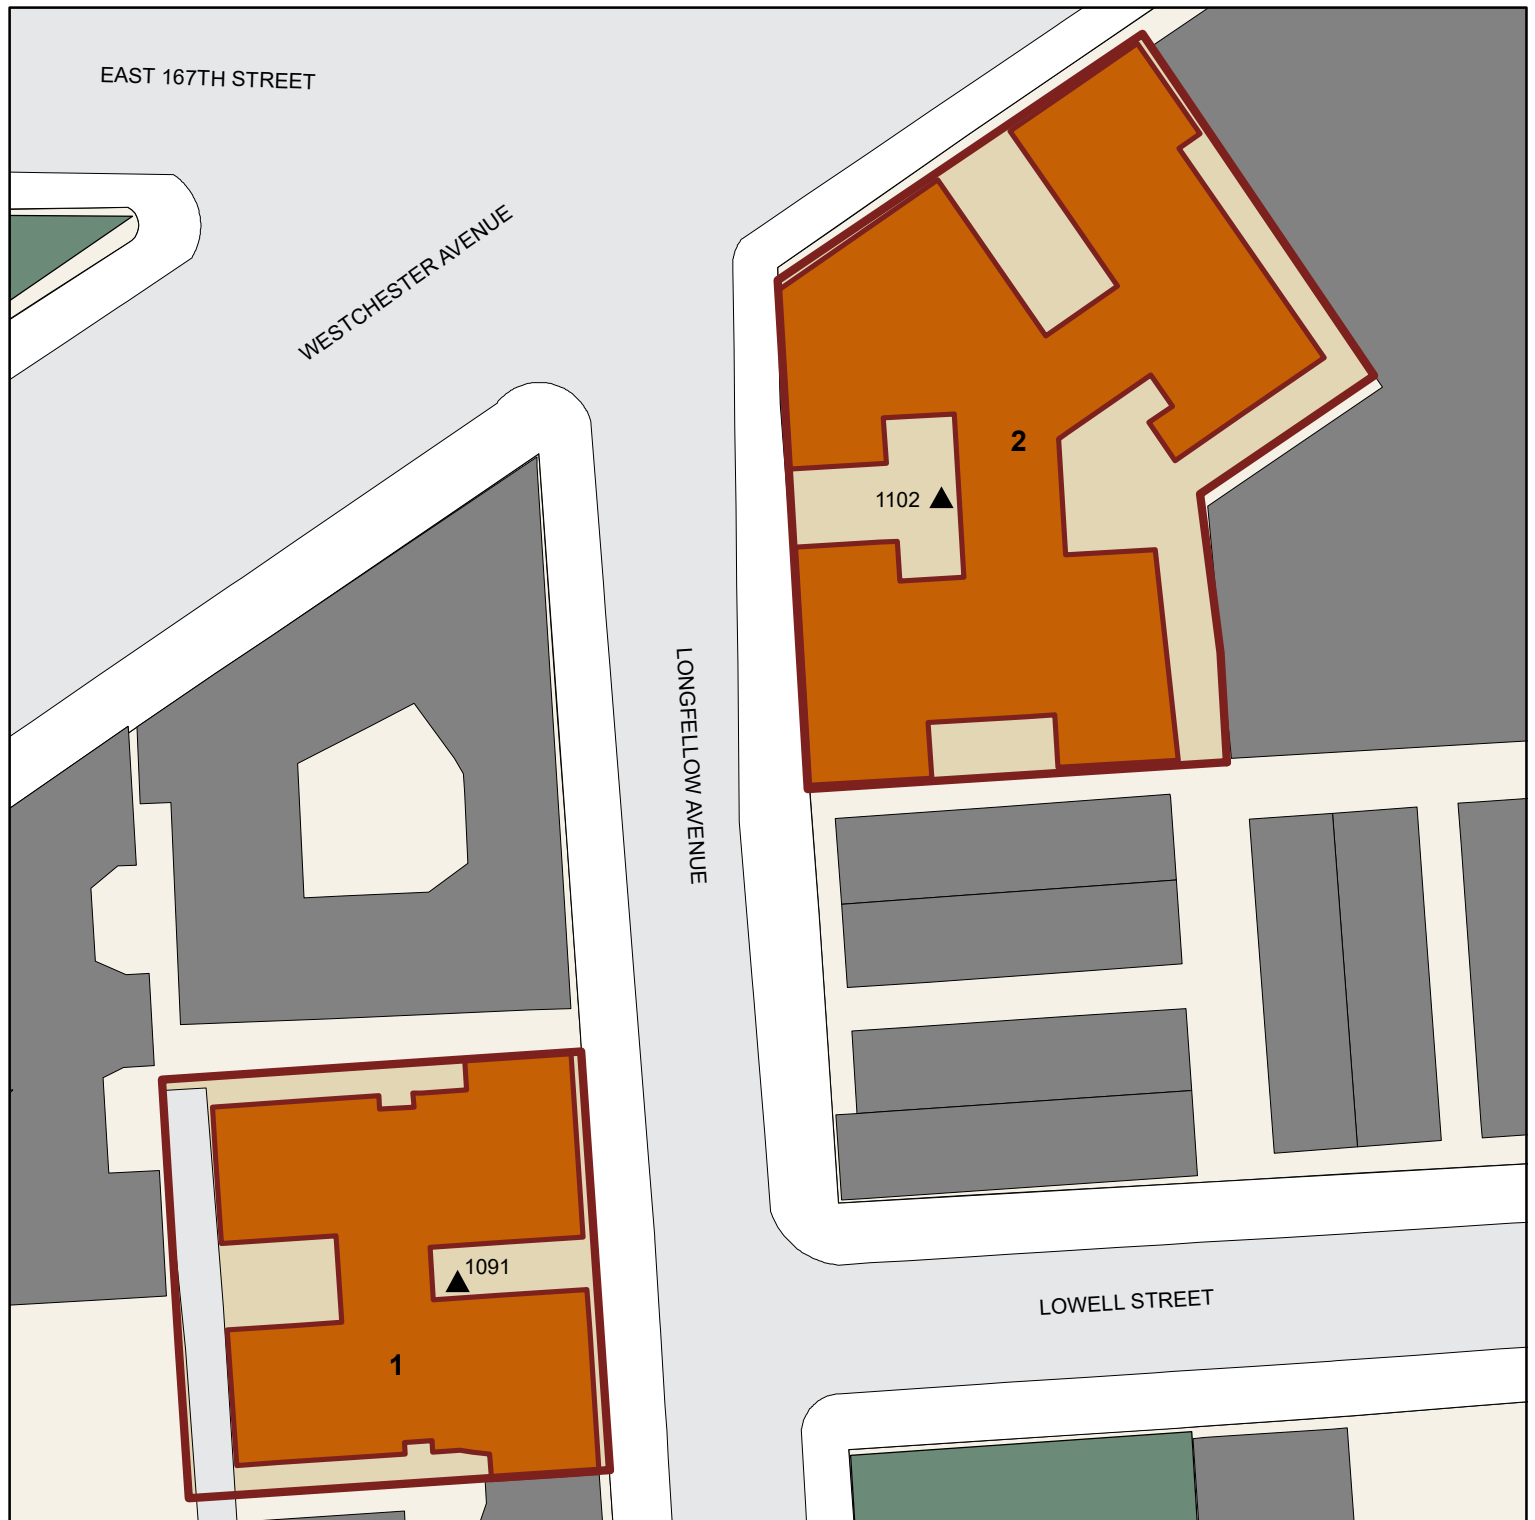 EAST 167TH STREET
WESTCHESTER AVENUE
2
1102
LONGFELLOW AVENUE
1091
LOWELL STREET
1